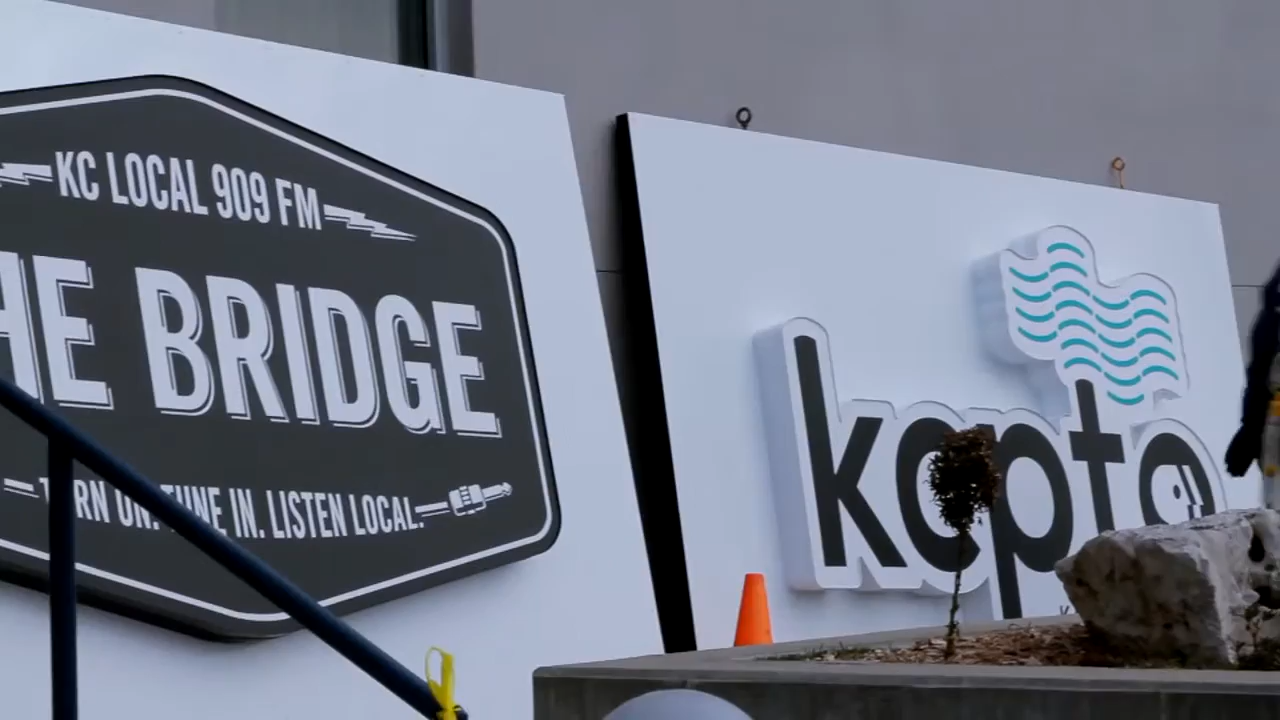 KC LOCAL 909 FM
HE BRIDGE
TURN ON. TUNE IN. LISTEN LOCAL.
kcpt